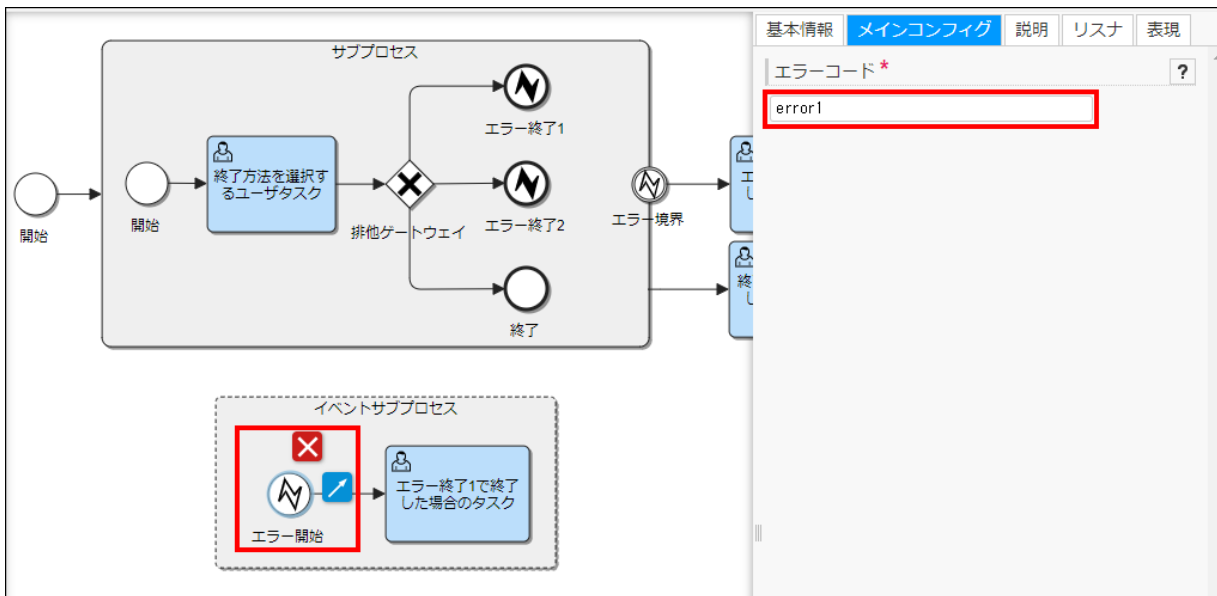 サブプロセス
エラー終了1
終了方法を選択す
るユーザタスク
開始
開始
排他ゲートウェイ
エラー終了2
エラー境界
終了
エ
し
終
し
イベントサブプロセス
エラー開始
エラー終了1で終了
した場合のタスク
基本情報
メインコンフィグ
説明
リスナ
表現
エラーコード*
?
error1